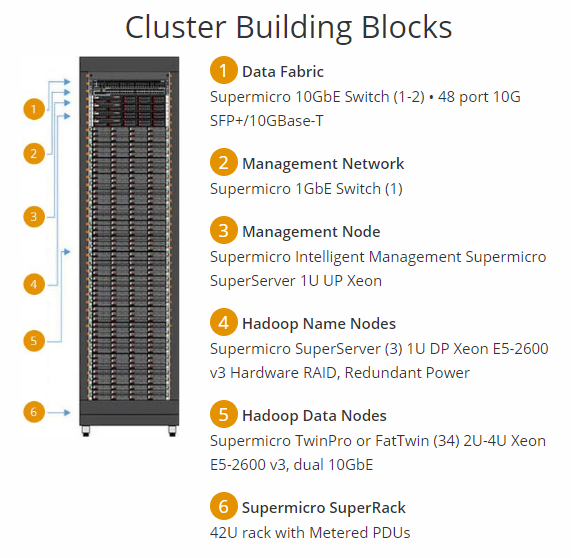 Cluster Building Blocks
1
2
3
4
5
6
1 Data Fabric
Supermicro 10GbE Switch (1-2) • 48 port 10G
SFP+/10GBase-T
2 Management Network
Supermicro 1GbE Switch (1)
3 Management Node
Supermicro Intelligent Management Supermicro
SuperServer 1U UP Xeon
4 Hadoop Name Nodes
Supermicro SuperServer (3) 1U DP Xeon E5-2600
v3 Hardware RAID, Redundant Power
5 Hadoop Data Nodes
Supermicro TwinPro or FatTwin (34) 2U-4U Xeon
E5-2600 v3, dual 10GbE
6 Supermicro SuperRack
42U rack with Metered PDUs